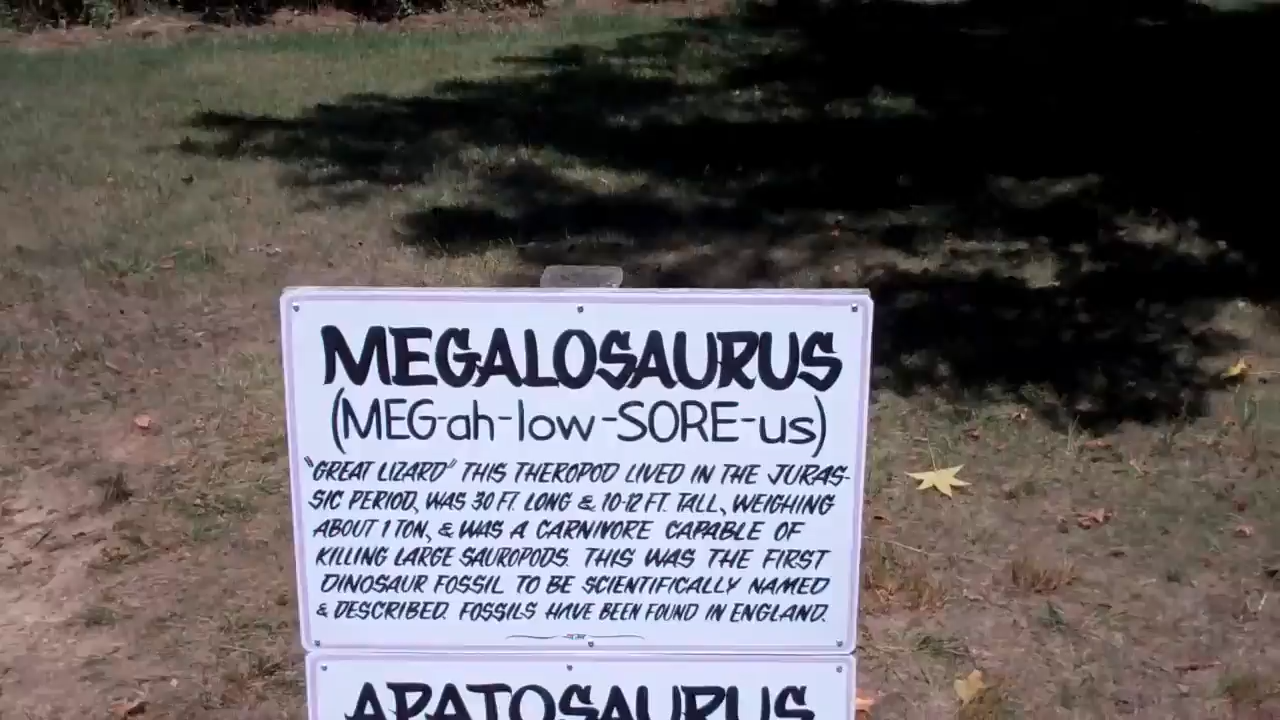 MEGALOSAURUS
(MEG-ah-low-SORE-us)
"GREAT LIZARD" THIS THEROPOD LIVED IN THE JURAS-
SIC PERIOD, WAS 30 FT. LONG & 10-12 FT. TALL, WEIGHING
ABOUT 1 TON, & WAS A CARNIVORE CAPABLE OF
KILLING LARGE SAUROPODS. THIS WAS THE FIRST
DINOSAUR FOSSIL TO BE SCIENTIFICALLY NAMED
& DESCRIBED. FOSSILS HAVE BEEN FOUND IN ENGLAND.
APATOSAURUS